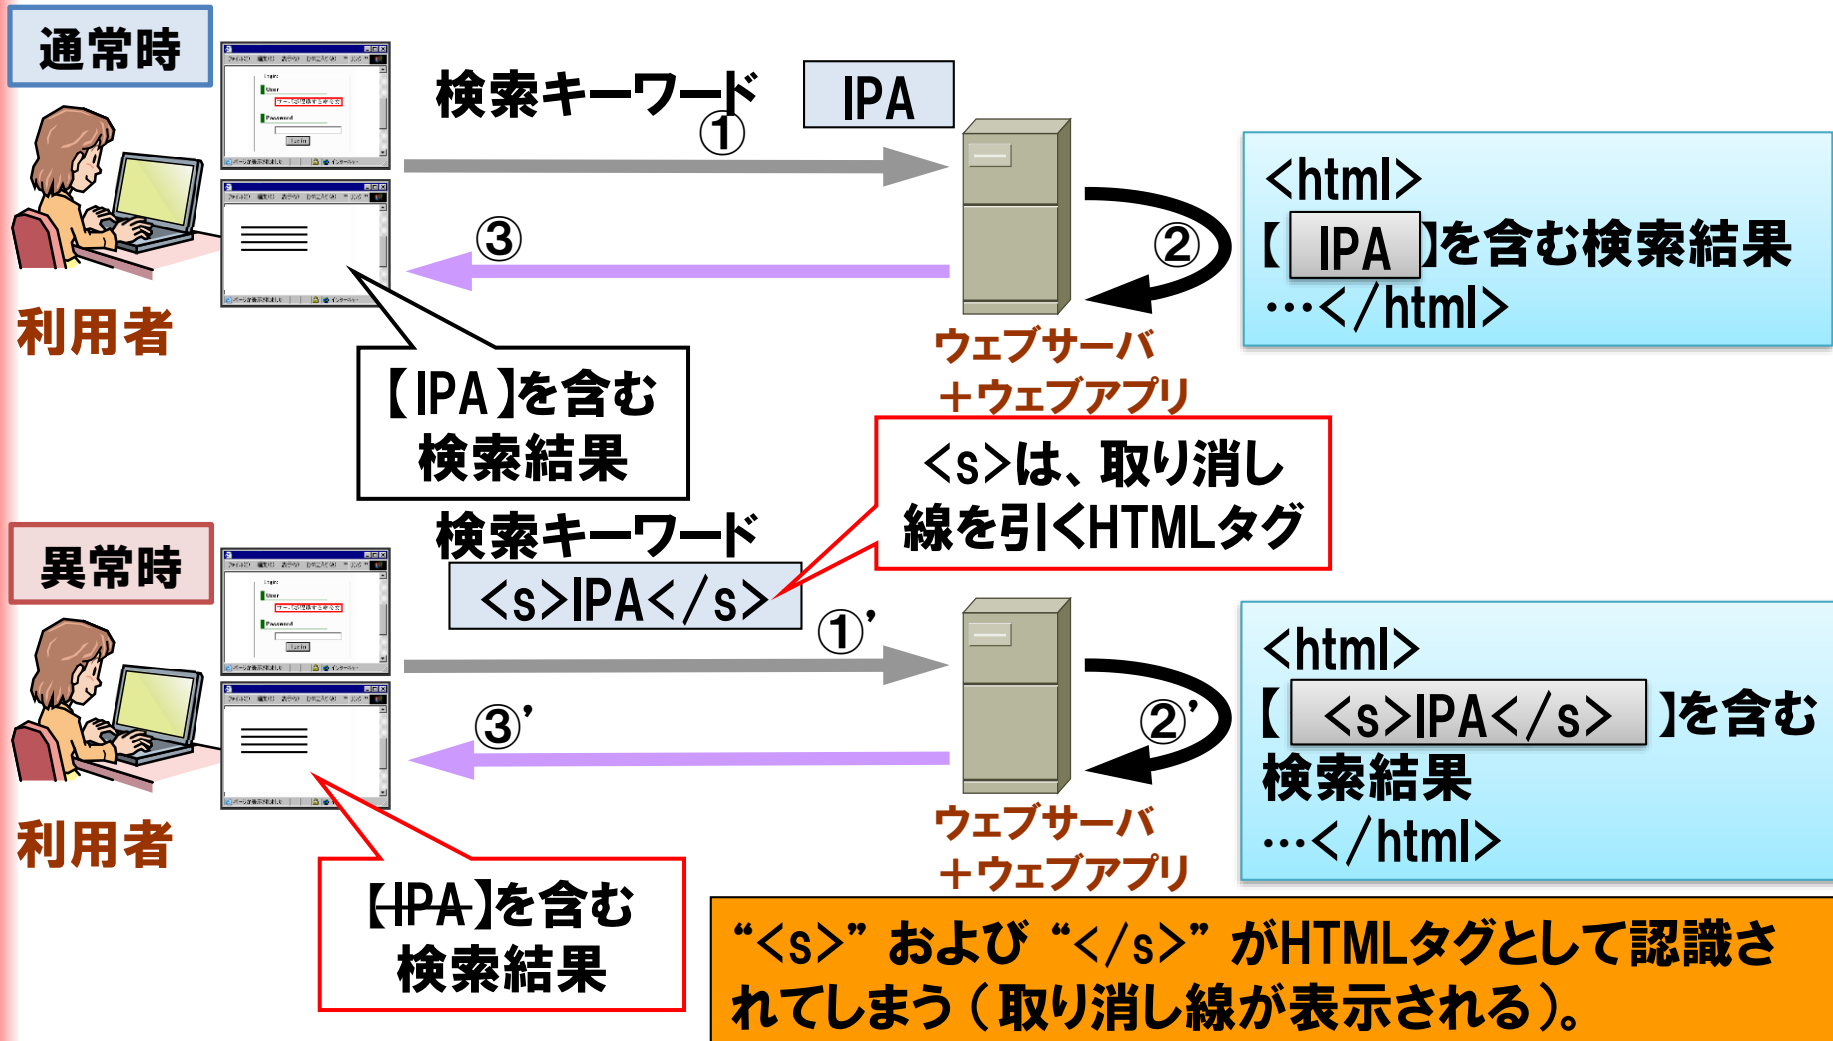 通常時
検索キーワード
IPA
①
②
③
<html>
【 IPA 】を含む検索結果
…</html>
利用者
ウェブサーバ
+ウェブアプリ
【IPA】を含む
検索結果
<s>は、取り消し
線を引くHTMLタグ
異常時
検索キーワード
<s>IPA</s>
①’
②’
③’
<html>
【 <s>IPA</s> 】を含む
検索結果
…</html>
利用者
ウェブサーバ
+ウェブアプリ
【IPA】を含む
検索結果
“<s>” および “</s>” がHTMLタグとして認識さ
れてしまう（取り消し線が表示される）。
User
Password
User
Password